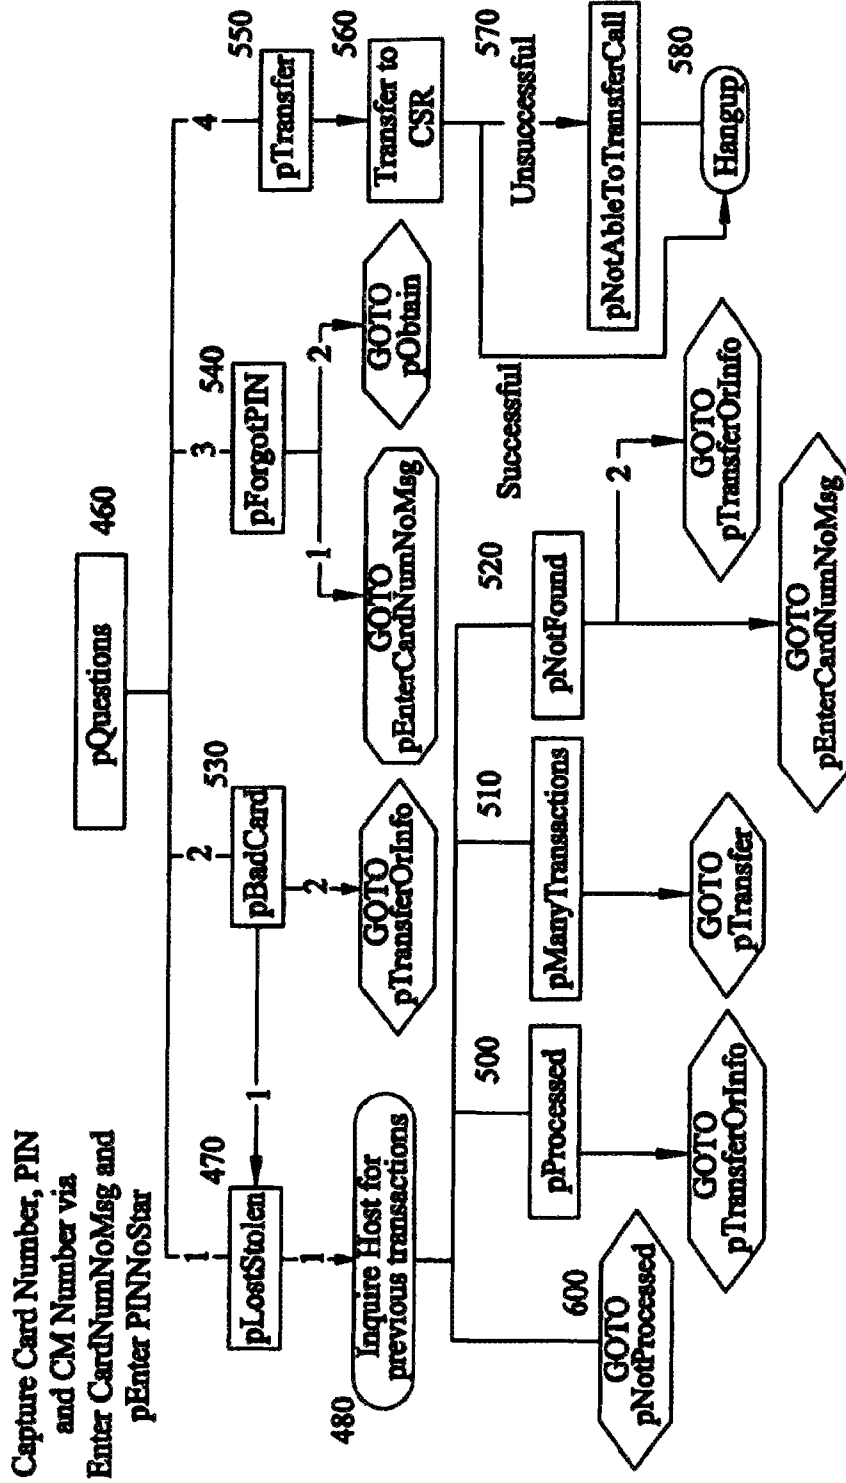 Capture Card Number, PIN
and CM Number via
Enter CardNumNoMsg and
pEnter PINNoStar
pQuestions
460
1
2
3
4
470
pLostStolen
530
pBadCard
540
pForgotPIN
550
pTransfer
1
1
2
1
2
480
Inquire Host for
previous transactions
GOTO
pTransferOrInfo
GOTO
pEnterCardNumNoMsg
GOTO
pObtain
560
Transfer to
CSR
Successful
570
Unsuccessful
600
GOTO
pNotProcessed
500
pProcessed
510
pManyTransactions
520
pNotFound
2
pNotAbleToTransferCall
GOTO
pTransferOrInfo
GOTO
pTransfer
GOTO
pTransferOrInfo
580
Hangup
GOTO
pEnterCardNumNoMsg